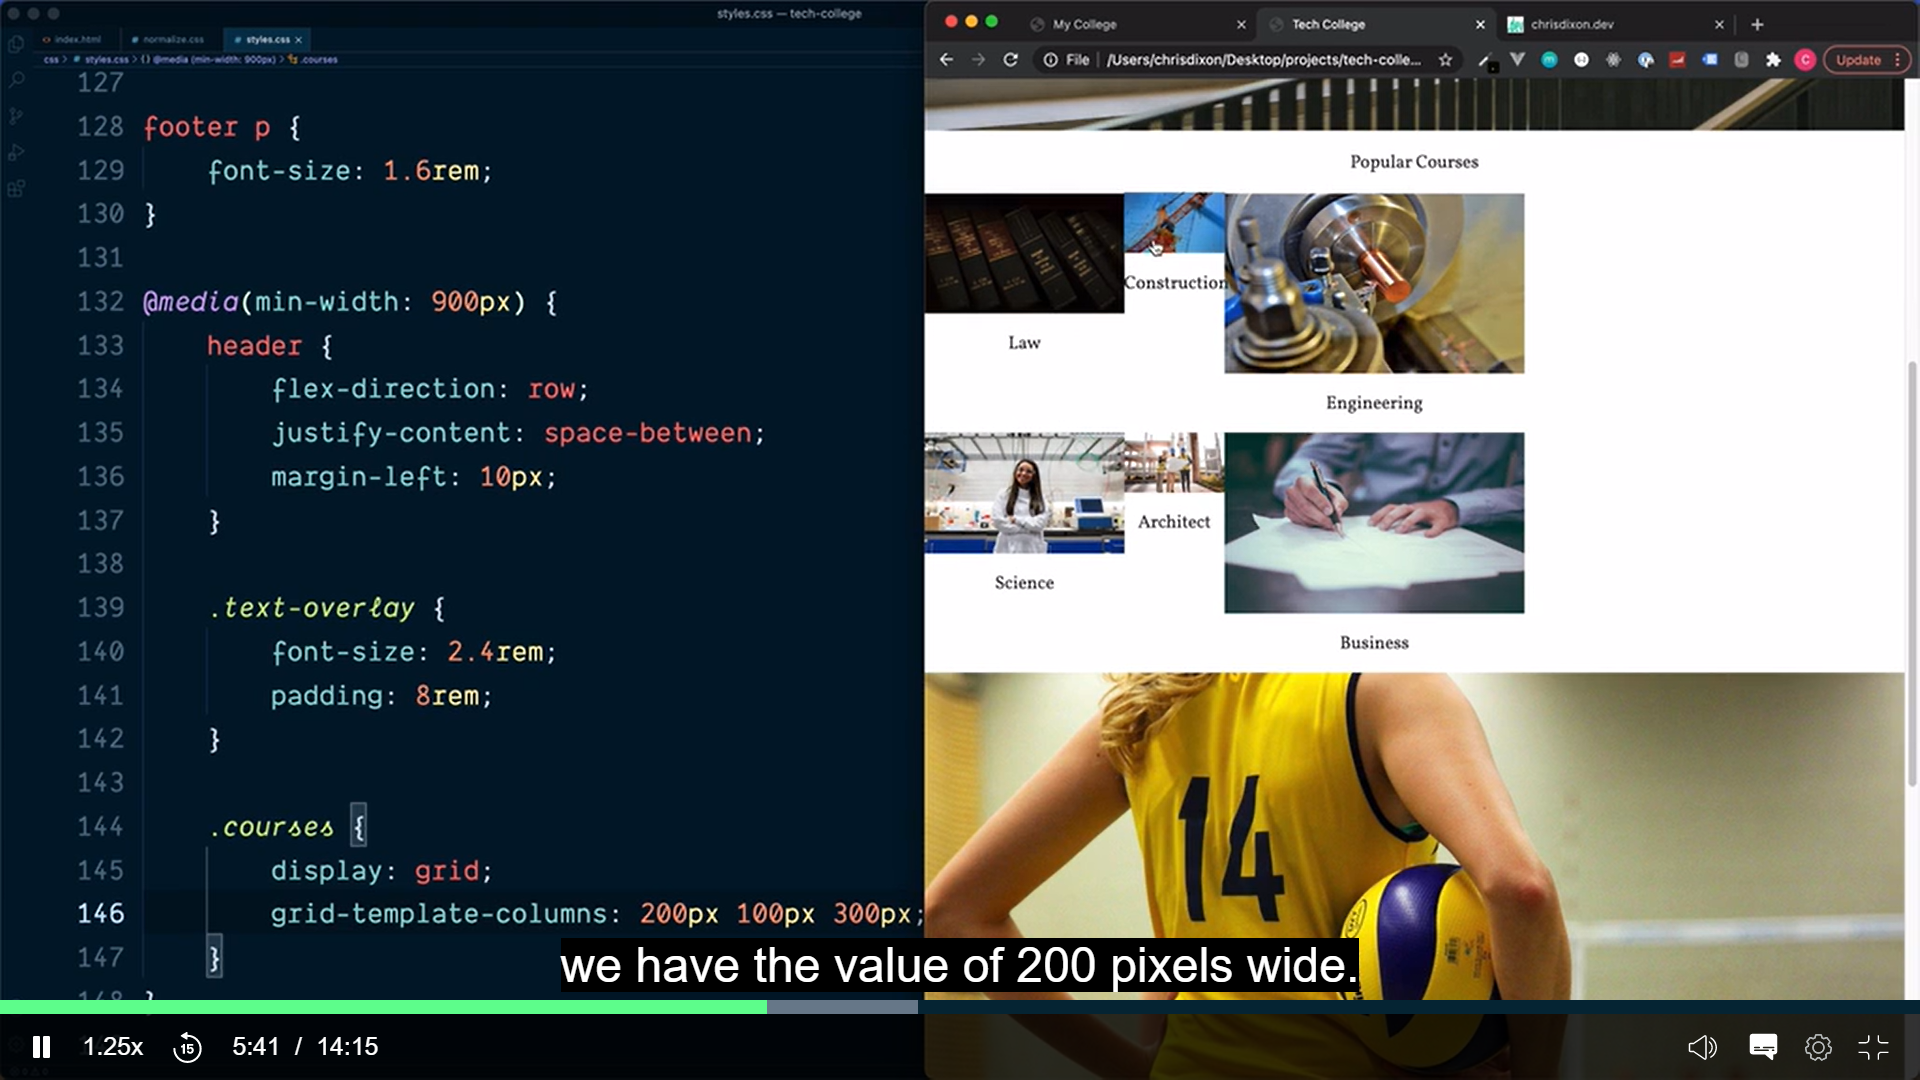 styles.css — tech-college
index.html
normalize.css
styles.css ×
css > # styles.css > {} @media (min-width: 900px) > .courses
127
128 footer p {
129 font-size: 1.6rem;
130 }
131
132 @media(min-width: 900px) {
133 header {
134 flex-direction: row;
135 justify-content: space-between;
136 margin-left: 10px;
137 }
138
139 .text-overlay {
140 font-size: 2.4rem;
141 padding: 8rem;
142 }
143
144 .courses {
145 display: grid;
146 grid-template-columns: 200px 100px 300px;
147 }
148 }
My College
Tech College
chrisdixon.dev
File | /Users/chrisdixon/Desktop/projects/tech-colle...
C
Update
Popular Courses
Law
Construction
Engineering
Science
Architect
Business
14
we have the value of 200 pixels wide.
1.25x 15 5:41 / 14:15